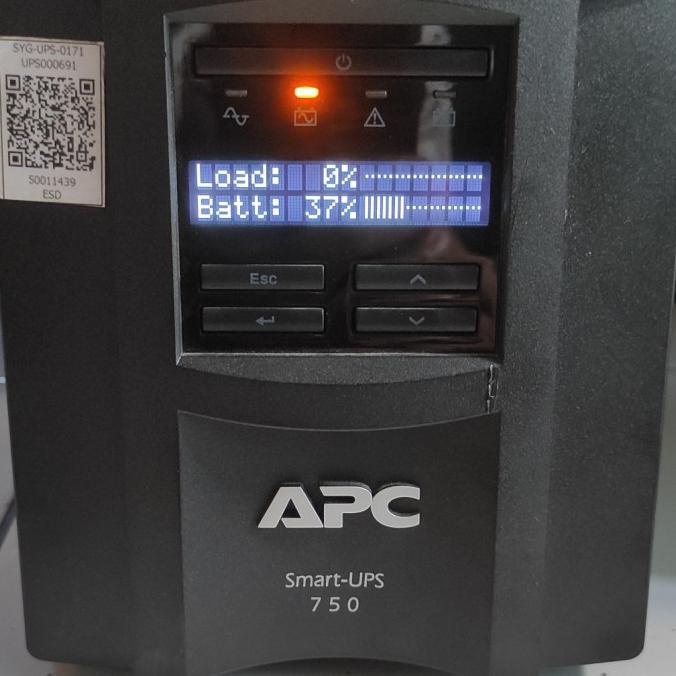 SYG-UPS-0171
UPS000691
S0011439
ESD
Load: 0%
Batt: 37%
Esc
APC
Smart-UPS
750